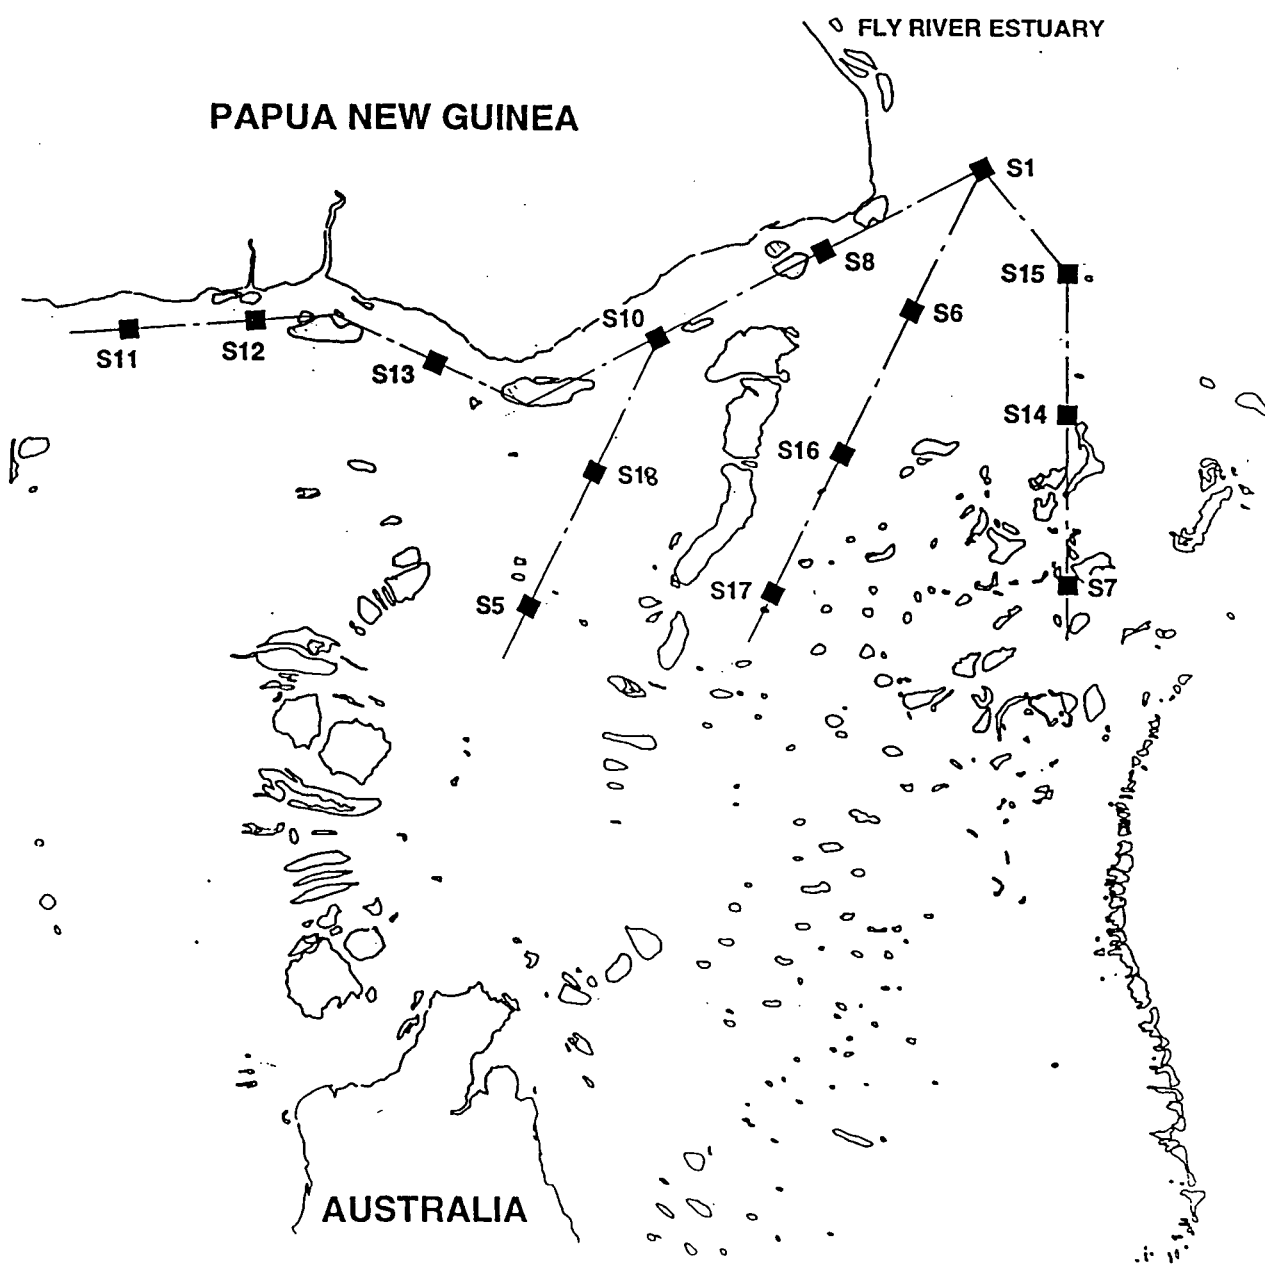 FLY RIVER ESTUARY
PAPUA NEW GUINEA
S1
S8
S15
S6
S10
S11
S12
S13
S14
S16
S18
S17
S7
S5
AUSTRALIA